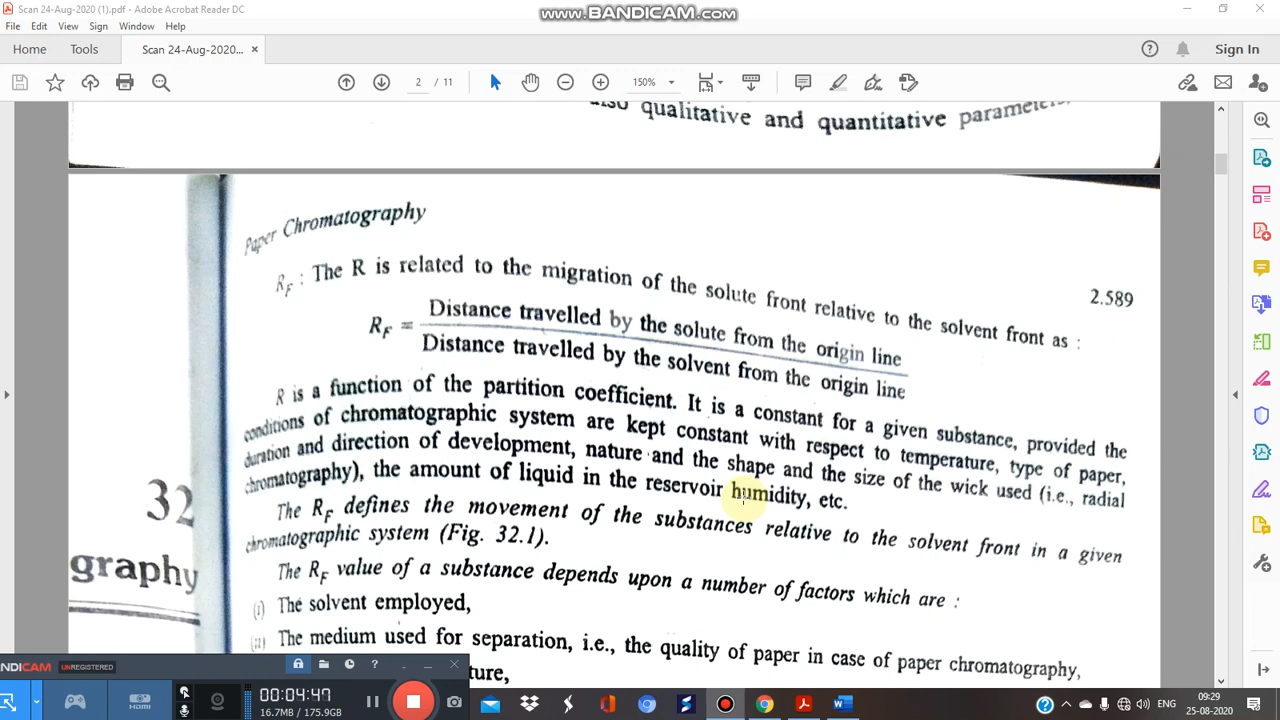 Scan 24-Aug-2020 (1).pdf - Adobe Acrobat Reader DC
www.BANDICAM.com
File Edit View Sign Window Help
Home Tools Scan 24-Aug-2020... × Sign In
2 / 11 150%
also qualitative and quantitative parameters,
Paper Chromatography
2.589
RF : The R is related to the migration of the solute front relative to the solvent front as :
RF = Distance travelled by the solute from the origin line
Distance travelled by the solvent from the origin line
R is a function of the partition coefficient. It is a constant for a given substance, provided the
conditions of chromatographic system are kept constant with respect to temperature, type of paper,
duration and direction of development, nature and the shape and the size of the wick used (i.e., radial
chromatography), the amount of liquid in the reservoir humidity, etc.
The RF defines the movement of the substances relative to the solvent front in a given
chromatographic system (Fig. 32.1).
The RF value of a substance depends upon a number of factors which are :
(i) The solvent employed,
(ii) The medium used for separation, i.e., the quality of paper in case of paper chromatography,
ture,
32
graphy
NDICAM UNREGISTERED
HDMI
00:04:47
16.7MB / 175.9GB
ENG
09:29
25-08-2020